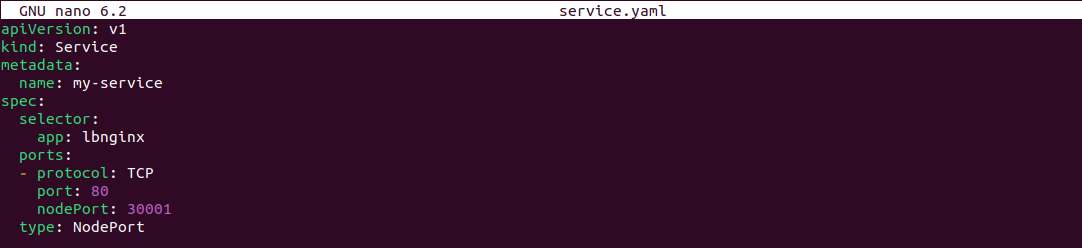 GNU nano 6.2 service.yaml
apiVersion: v1
kind: Service
metadata:
  name: my-service
spec:
  selector:
    app: lbnginx
  ports:
  - protocol: TCP
    port: 80
    nodePort: 30001
  type: NodePort